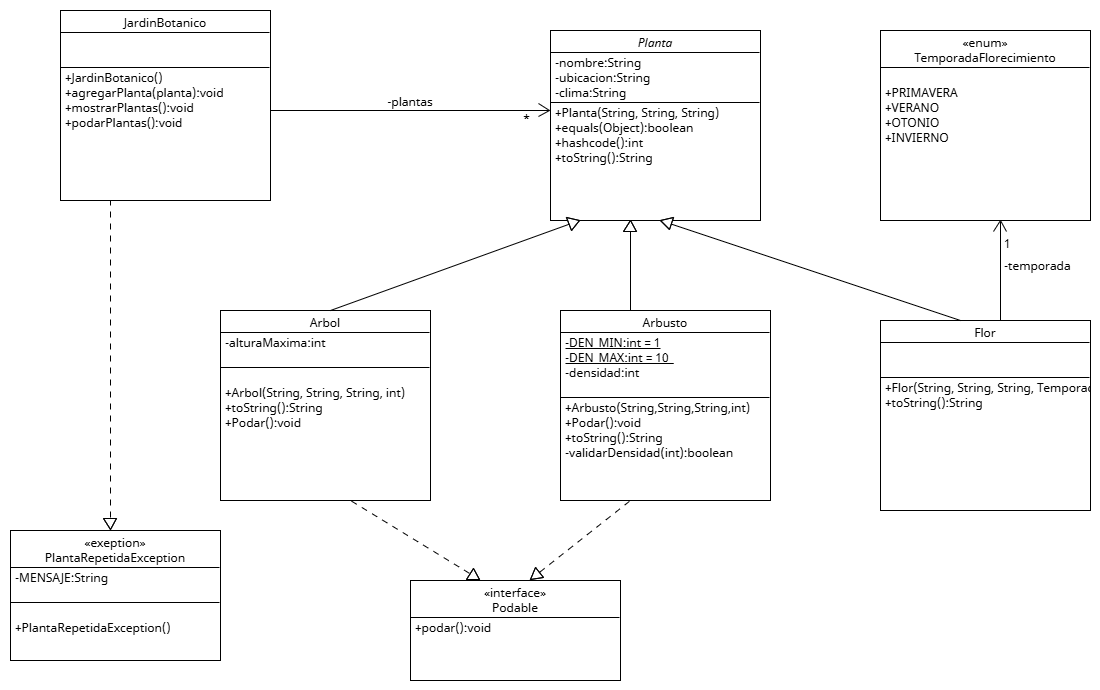 JardinBotanico
+JardinBotanico()
+agregarPlanta(planta):void
+mostrarPlantas():void
+podarPlantas():void
-plantas
*
Planta
-nombre:String
-ubicacion:String
-clima:String
+Planta(String, String, String)
+equals(Object):boolean
+hashcode():int
+toString():String
«enum»
TemporadaFlorecimiento
+PRIMAVERA
+VERANO
+OTONIO
+INVIERNO
1
-temporada
Arbol
-alturaMaxima:int
+Arbol(String, String, String, int)
+toString():String
+Podar():void
Arbusto
-DEN_MIN:int = 1
-DEN_MAX:int = 10
-densidad:int
+Arbusto(String,String,String,int)
+Podar():void
+toString():String
-validarDensidad(int):boolean
Flor
+Flor(String, String, String, Temporad
+toString():String
«exeption»
PlantaRepetidaException
-MENSAJE:String
+PlantaRepetidaException()
«interface»
Podable
+podar():void